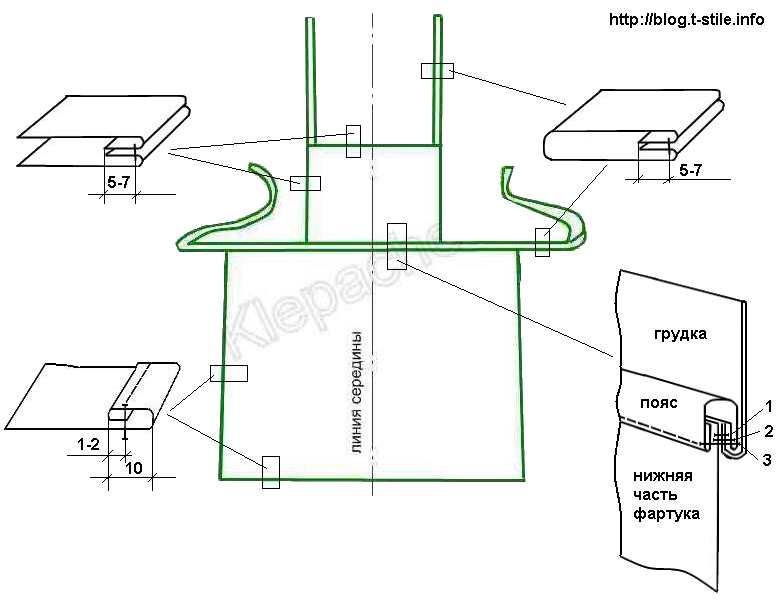 http://blog.t-stile.info
5-7
5-7
Klepache
линия середины
грудка
пояс
1
2
3
1-2
10
нижняя
часть
фартука